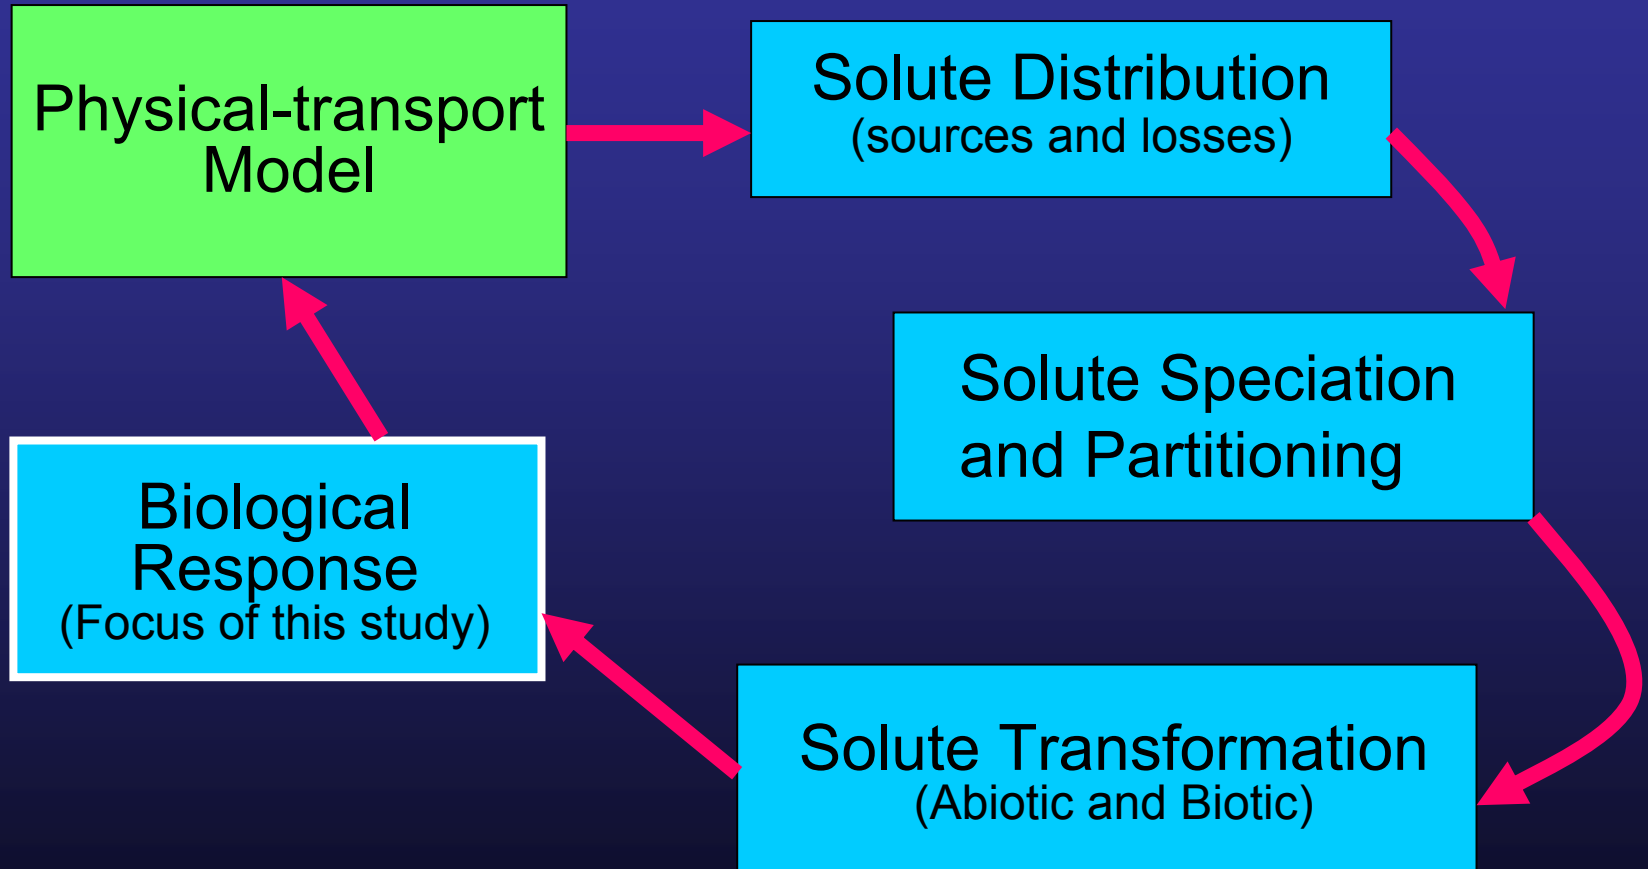 Physical-transport
Model
Solute Distribution
(sources and losses)
Solute Speciation
and Partitioning
Solute Transformation
(Abiotic and Biotic)
Biological
Response
(Focus of this study)